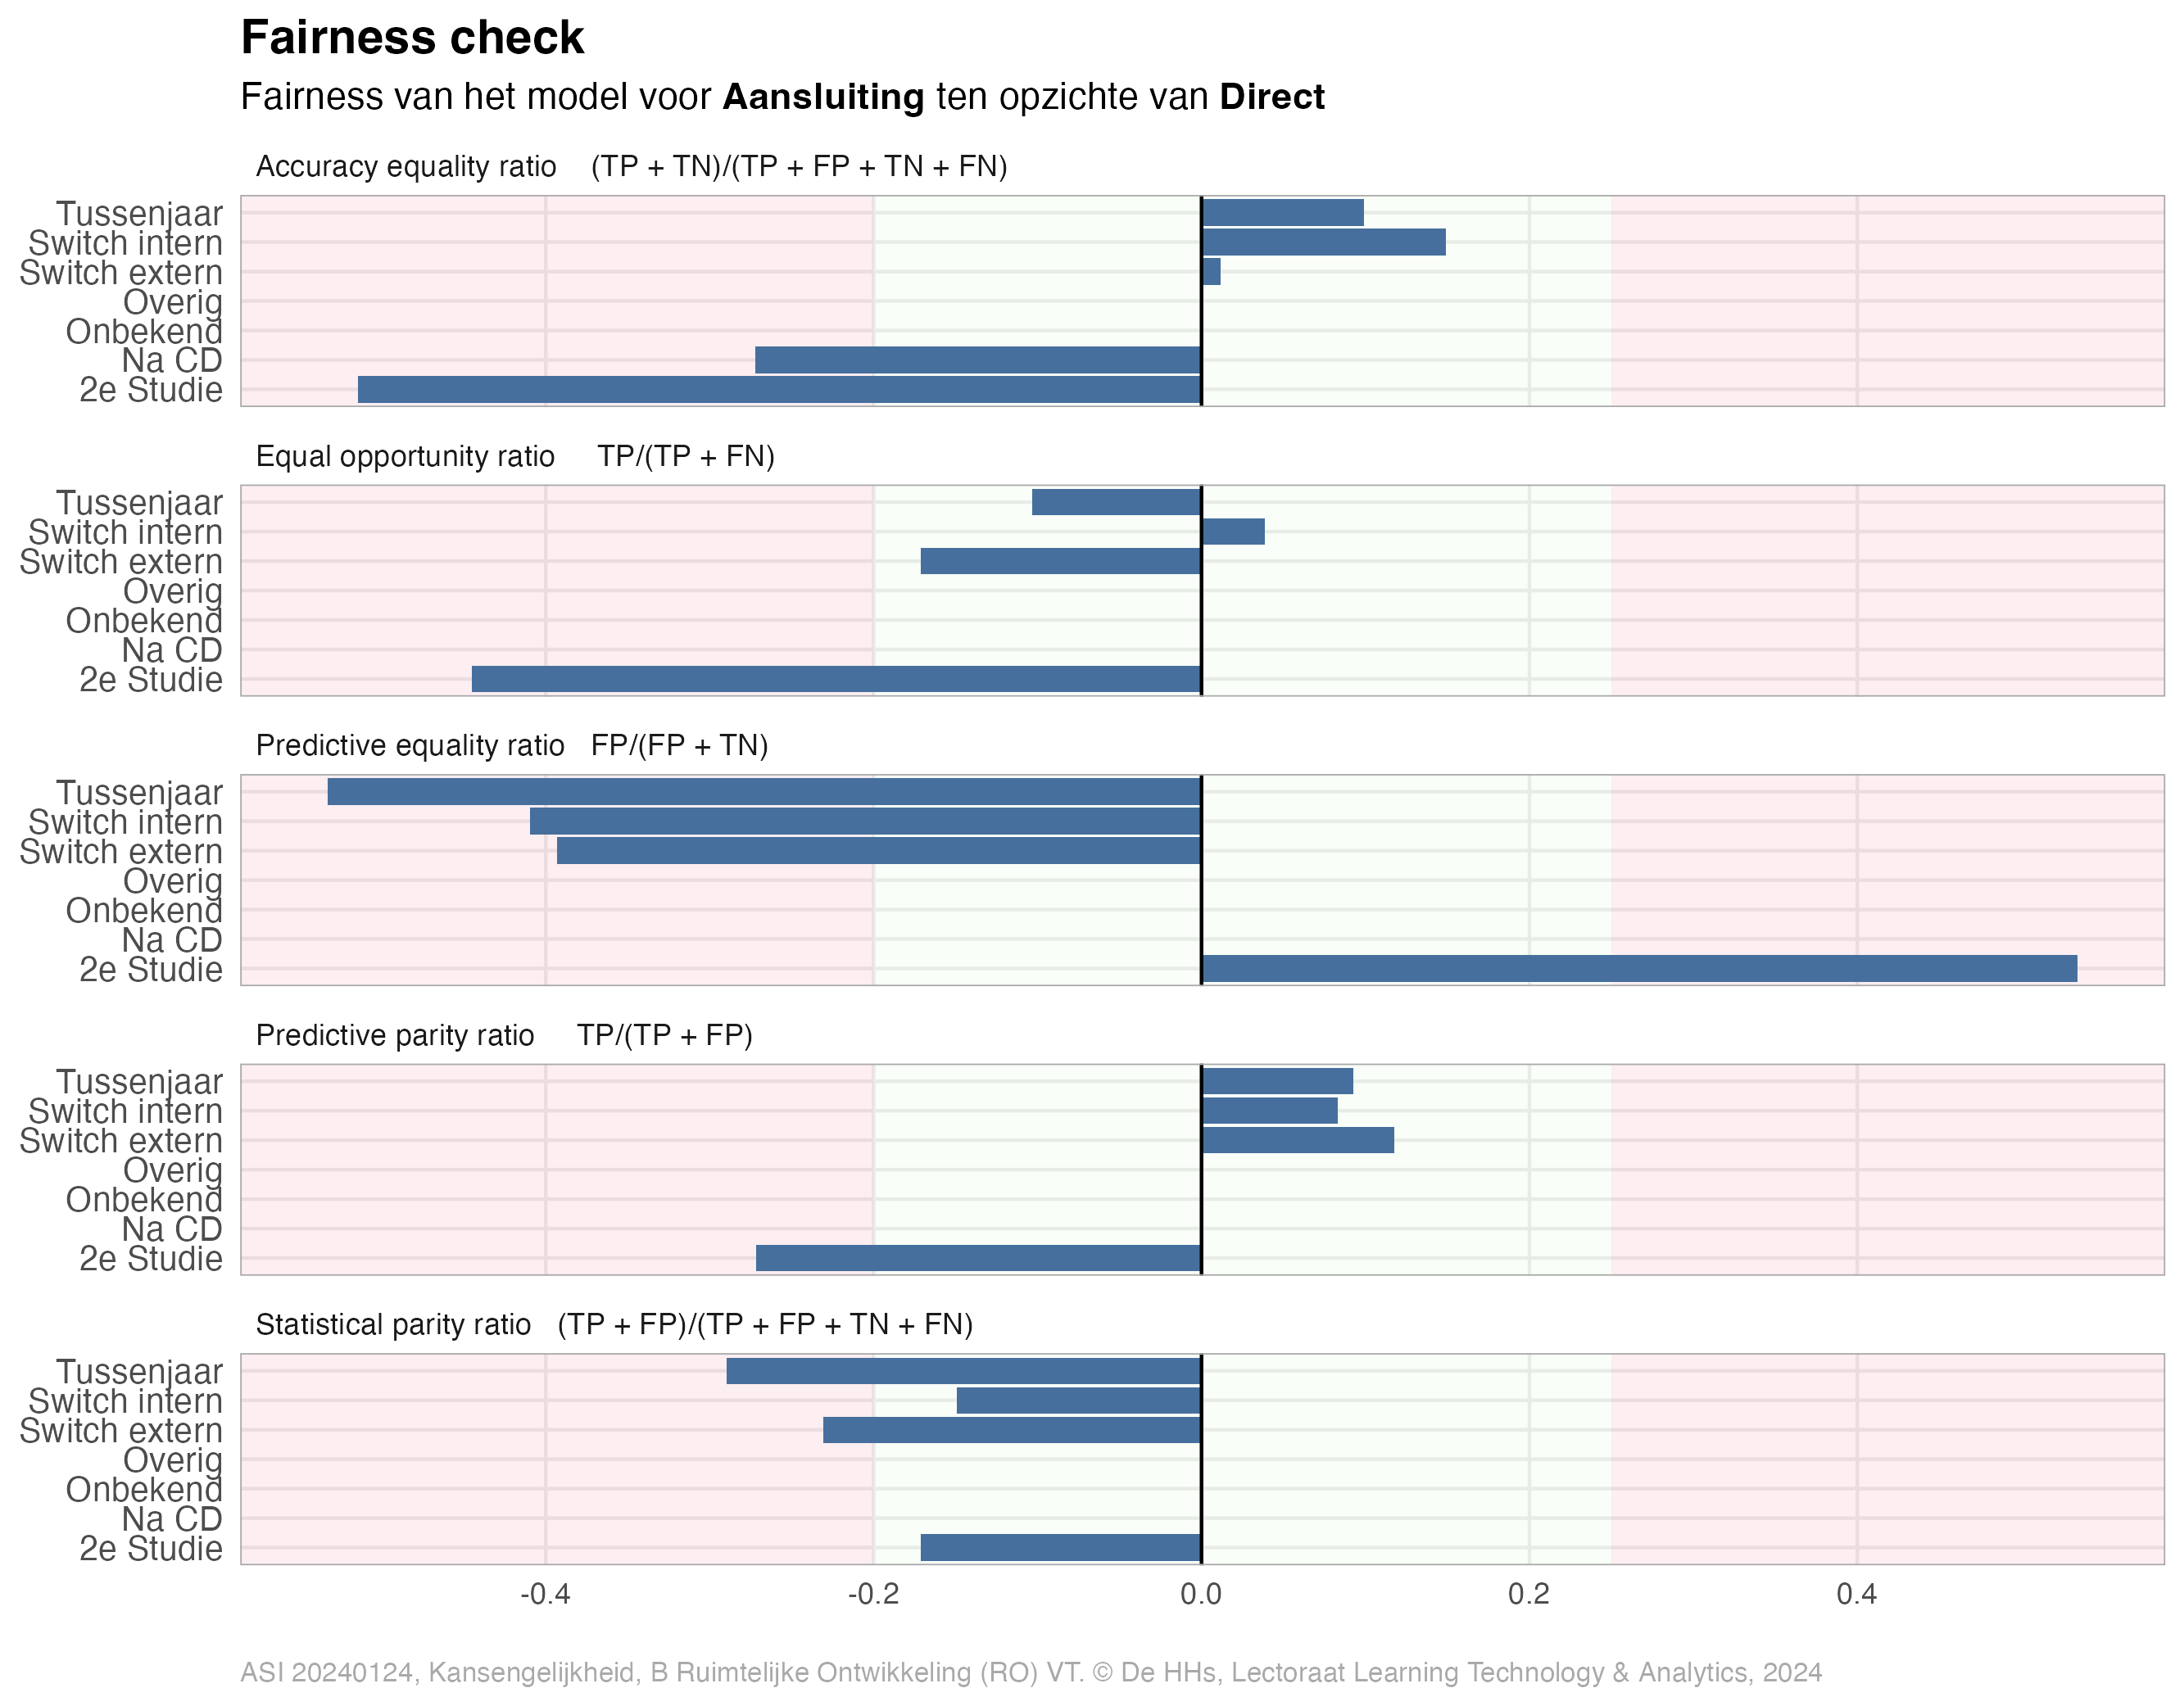 Fairness check
Fairness van het model voor Aansluiting ten opzichte van Direct
Accuracy equality ratio (TP + TN)/(TP + FP + TN + FN)
Tussenjaar
Switch intern
Switch extern
Overig
Onbekend
Na CD
2e Studie
Equal opportunity ratio TP/(TP + FN)
Tussenjaar
Switch intern
Switch extern
Overig
Onbekend
Na CD
2e Studie
Predictive equality ratio FP/(FP + TN)
Tussenjaar
Switch intern
Switch extern
Overig
Onbekend
Na CD
2e Studie
Predictive parity ratio TP/(TP + FP)
Tussenjaar
Switch intern
Switch extern
Overig
Onbekend
Na CD
2e Studie
Statistical parity ratio (TP + FP)/(TP + FP + TN + FN)
Tussenjaar
Switch intern
Switch extern
Overig
Onbekend
Na CD
2e Studie
-0.4 -0.2 0.0 0.2 0.4
ASI 20240124, Kansengelijkheid, B Ruimtelijke Ontwikkeling (RO) VT. © De HHs, Lectoraat Learning Technology & Analytics, 2024